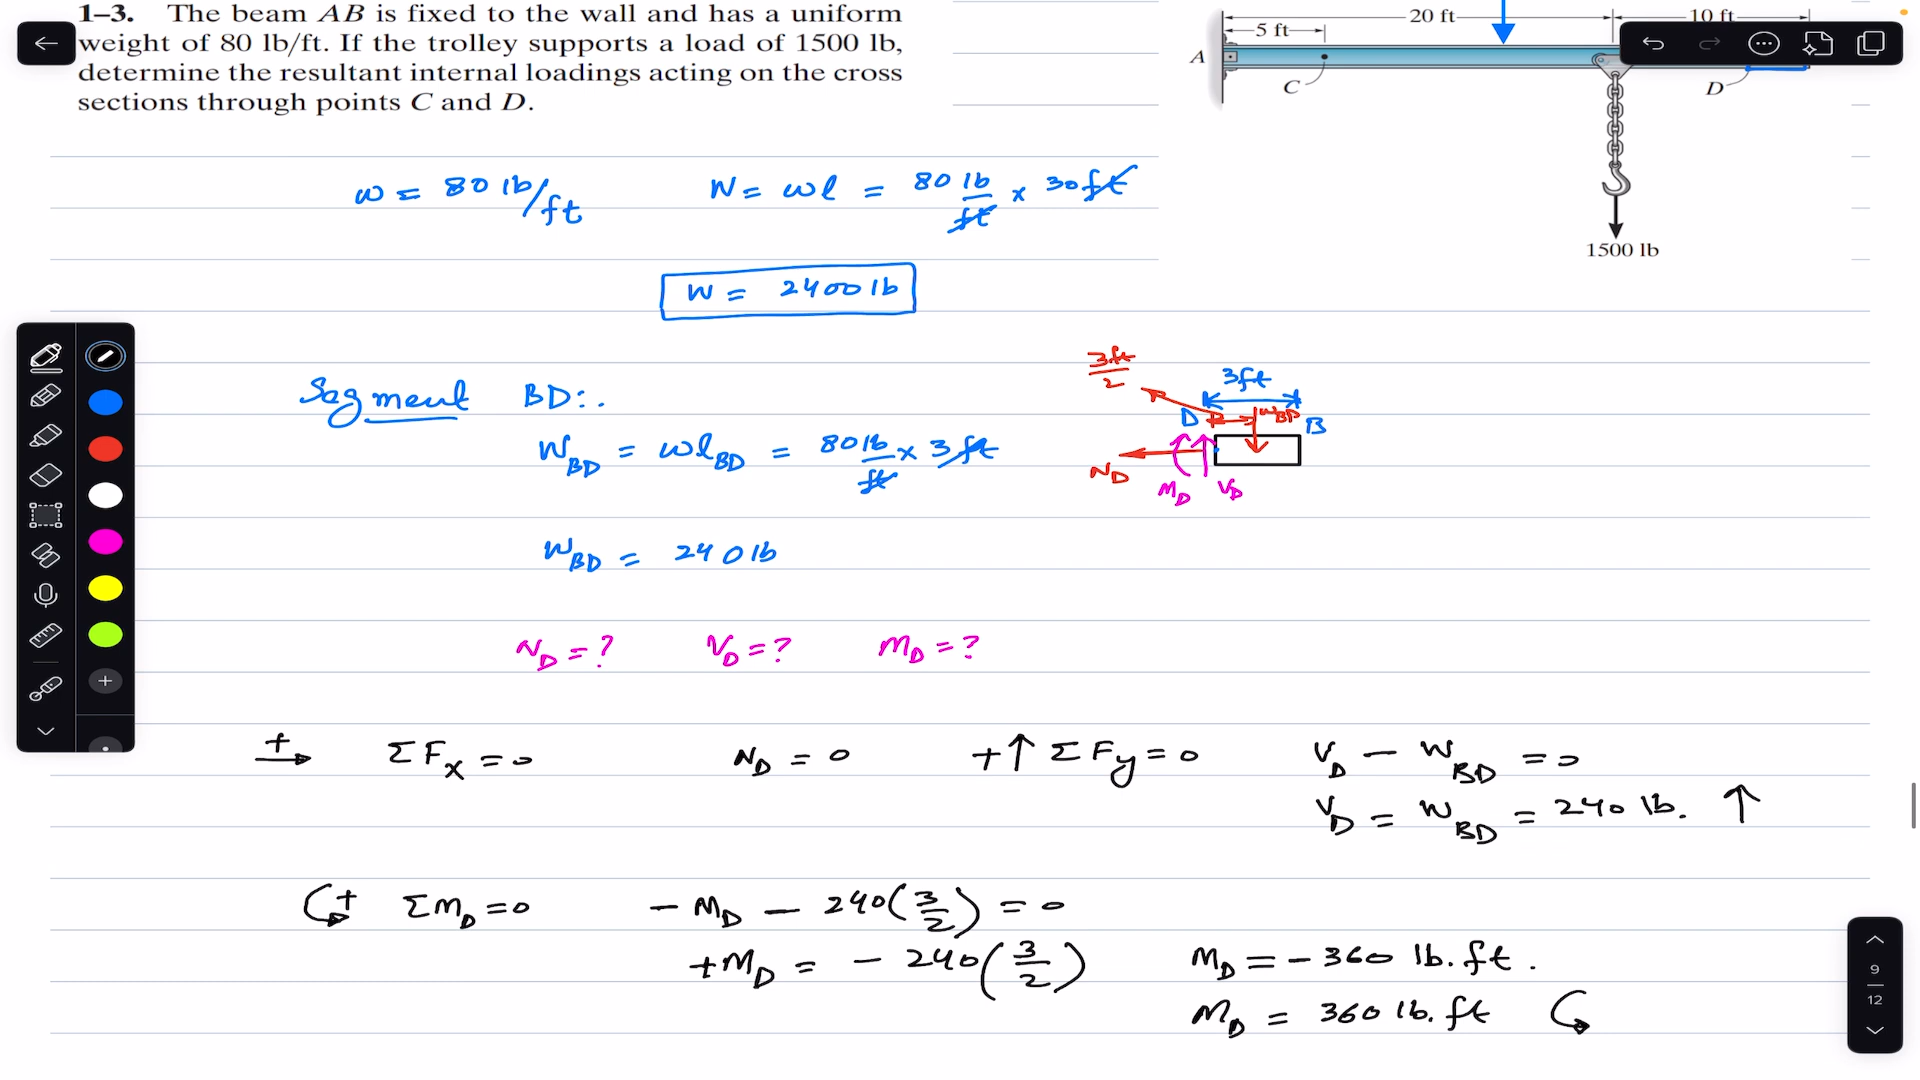 1–3. The beam AB is fixed to the wall and has a uniform
weight of 80 lb/ft. If the trolley supports a load of 1500 lb,
determine the resultant internal loadings acting on the cross
sections through points C and D.
20 ft
10 ft
5 ft
A
C
D
1500 lb
w = 80 lb/ft
W = wl = 80 lb/ft × 30 ft
W = 2400 lb
Segment BD:.
W_BD = wl_BD = 80 lb/ft × 3 ft
3ft/2
3ft
D
W_BD
B
N_D
M_D
V_D
W_BD = 240 lb
N_D = ? V_D = ? M_D = ?
+→ ΣF_x = 0 N_D = 0 +↑ ΣF_y = 0 V_D − W_BD = 0
V_D = W_BD = 240 lb. ↑
+ ΣM_D = 0 − M_D − 240(3/2) = 0
+M_D = − 240(3/2) M_D = − 360 lb.ft.
M_D = 360 lb.ft
9
12